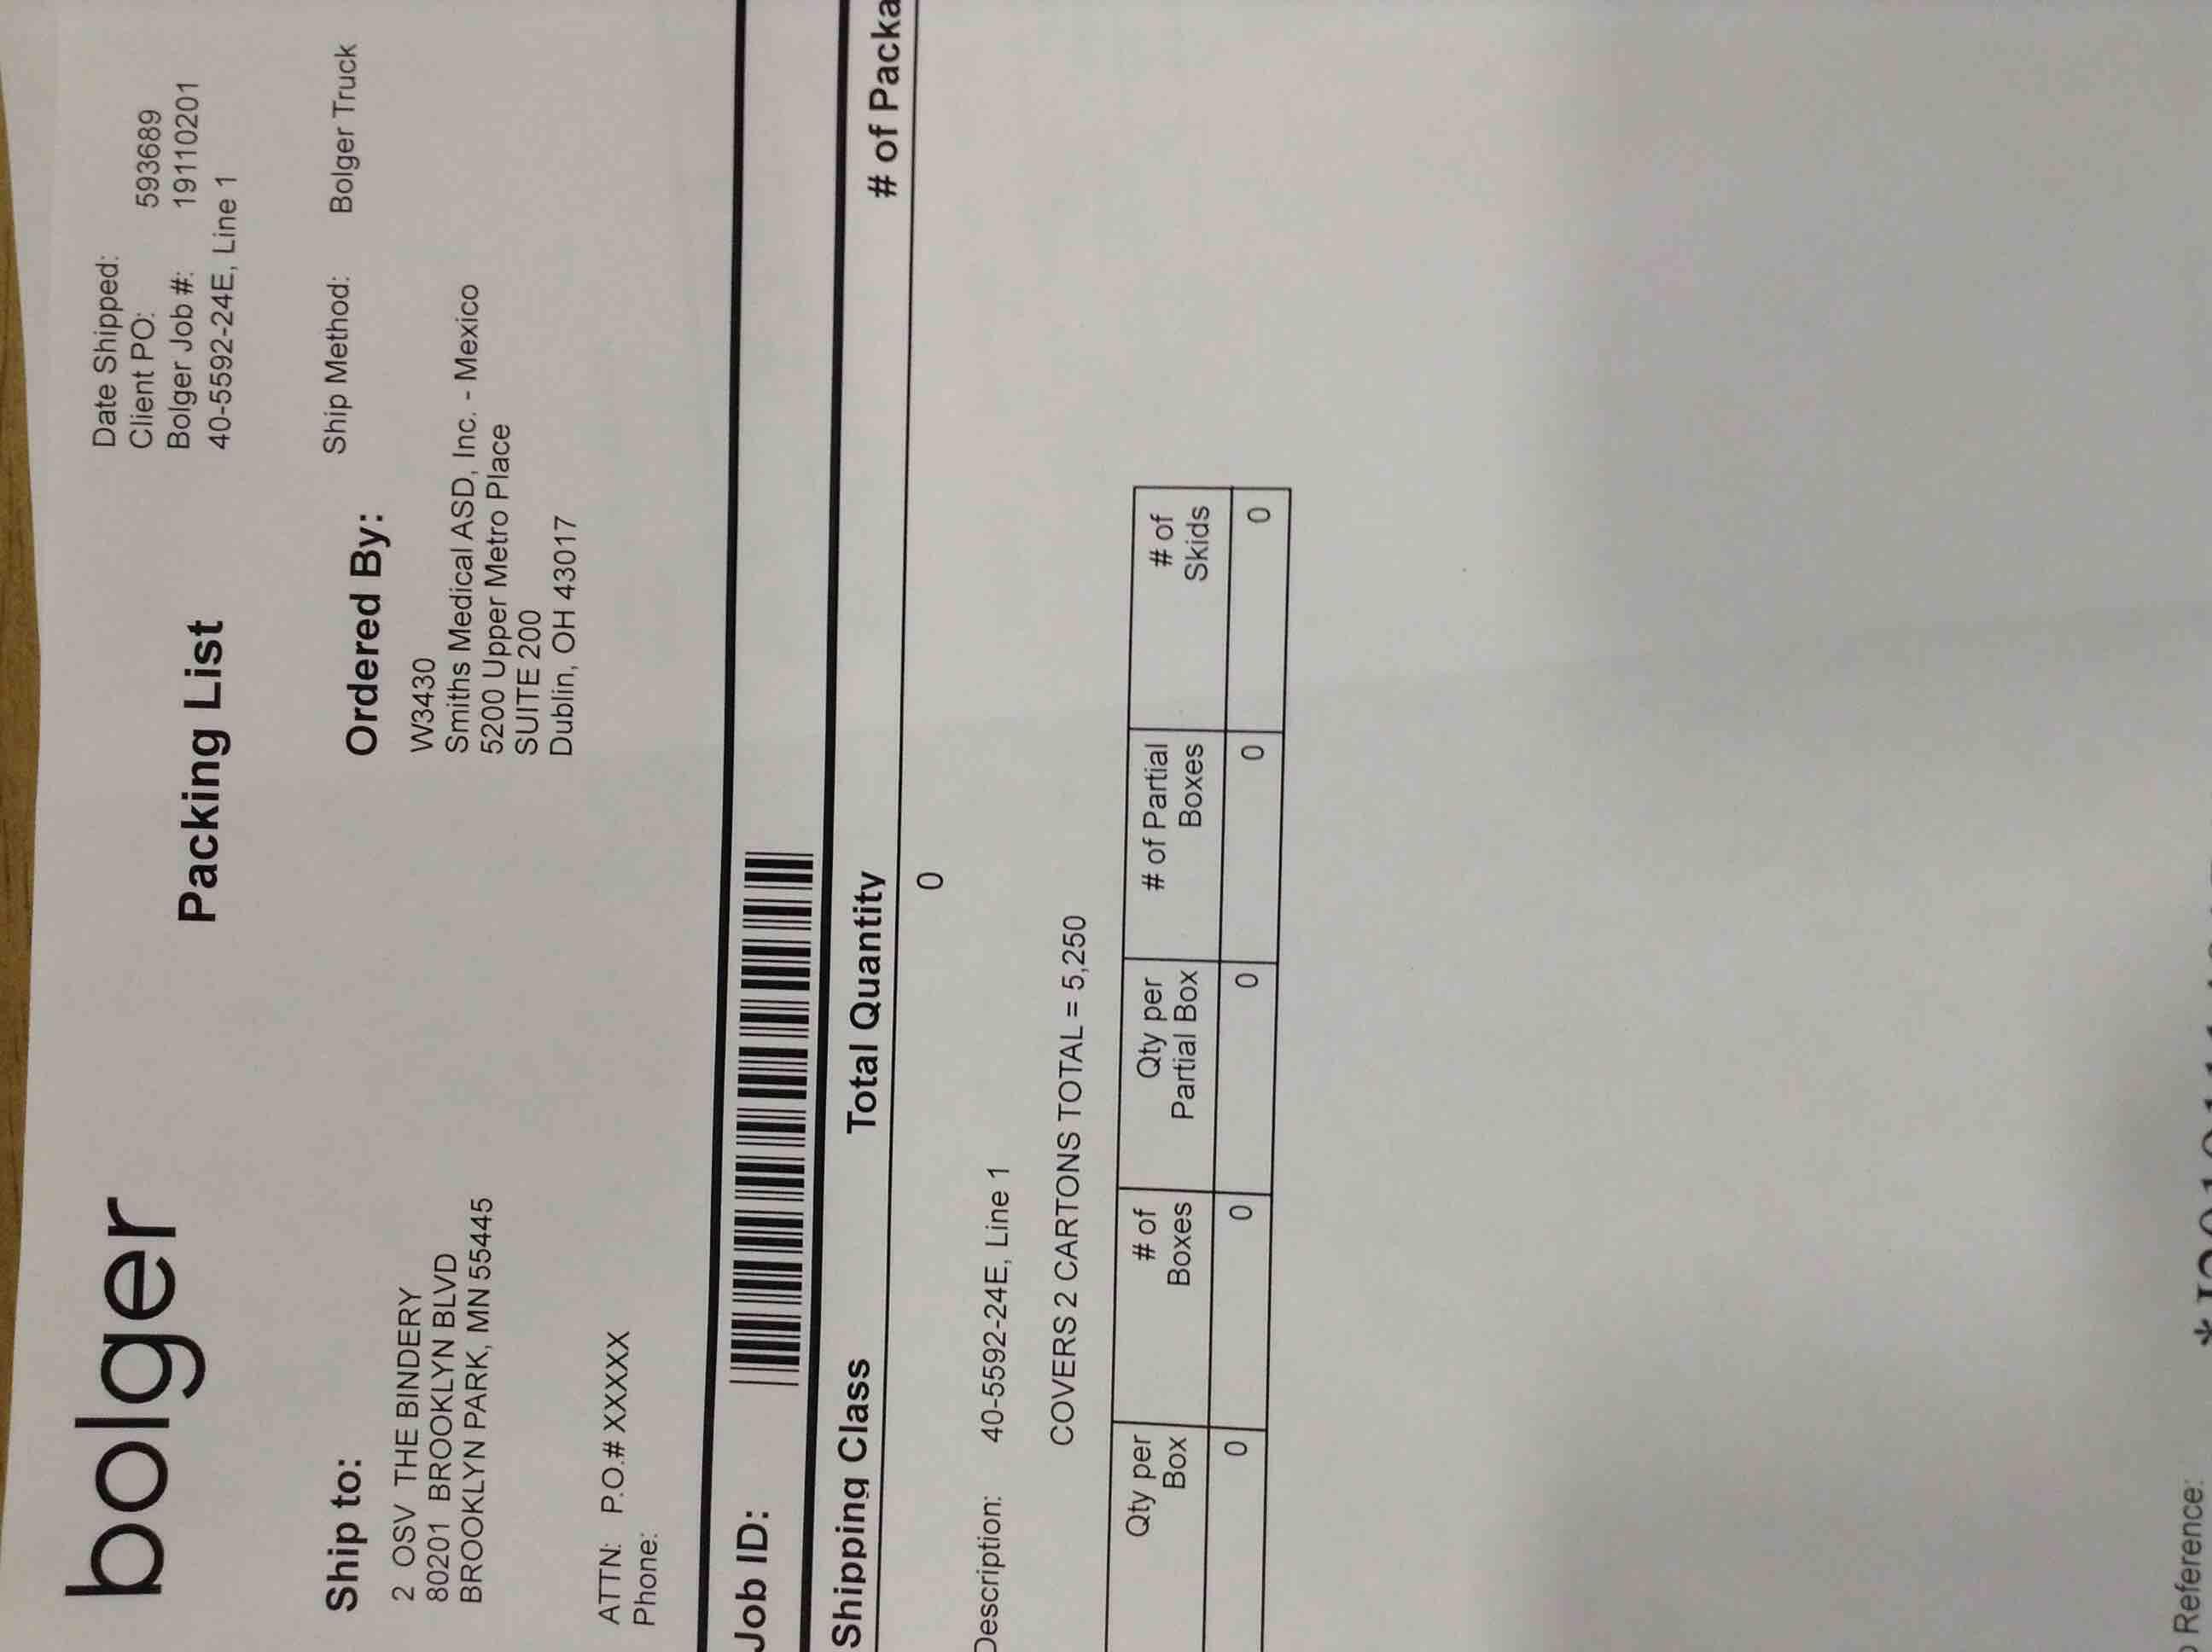 bolger
Packing List
Date Shipped:
Client PO: 593689
Bolger Job #: 19110201
40-5592-24E, Line 1
Ship Method: Bolger Truck
Ship to:
2 OSV THE BINDERY
80201 BROOKLYN BLVD
BROOKLYN PARK, MN 55445
ATTN: P.O.# XXXXX
Phone:
Ordered By:
W3430
Smiths Medical ASD, Inc. - Mexico
5200 Upper Metro Place
SUITE 200
Dublin, OH 43017
Job ID:
Shipping Class Total Quantity # of Packa
0
Description: 40-5592-24E, Line 1
COVERS 2 CARTONS TOTAL = 5,250
Qty per Box # of Boxes Qty per Partial Box # of Partial Boxes # of Skids
0 0 0 0 0
Reference: